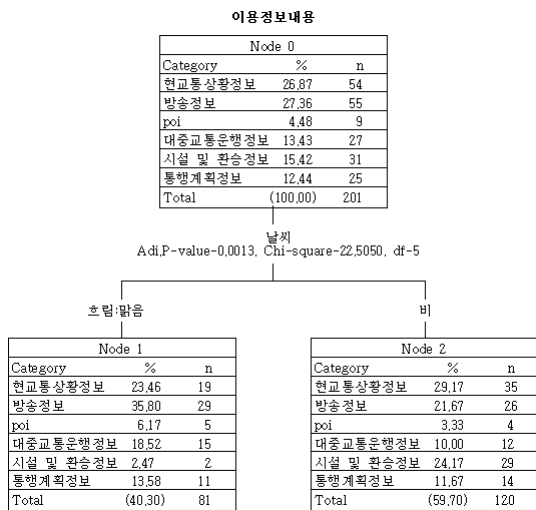 이용정보내용
Node 0
Category % n
현교통상황정보 26,87 54
방송정보 27,36 55
poi 4,48 9
대중교통운행정보 13,43 27
시설 및 환승정보 15,42 31
통행계획정보 12,44 25
Total (100,00) 201
날씨
Adj,P-value-0,0013, Chi-square-22,5050, df-5
흐림;맑음
비
Node 1
Category % n
현교통상황정보 23,46 19
방송정보 35,80 29
poi 6,17 5
대중교통운행정보 18,52 15
시설 및 환승정보 2,47 2
통행계획정보 13,58 11
Total (40,30) 81
Node 2
Category % n
현교통상황정보 29,17 35
방송정보 21,67 26
poi 3,33 4
대중교통운행정보 10,00 12
시설 및 환승정보 24,17 29
통행계획정보 11,67 14
Total (59,70) 120